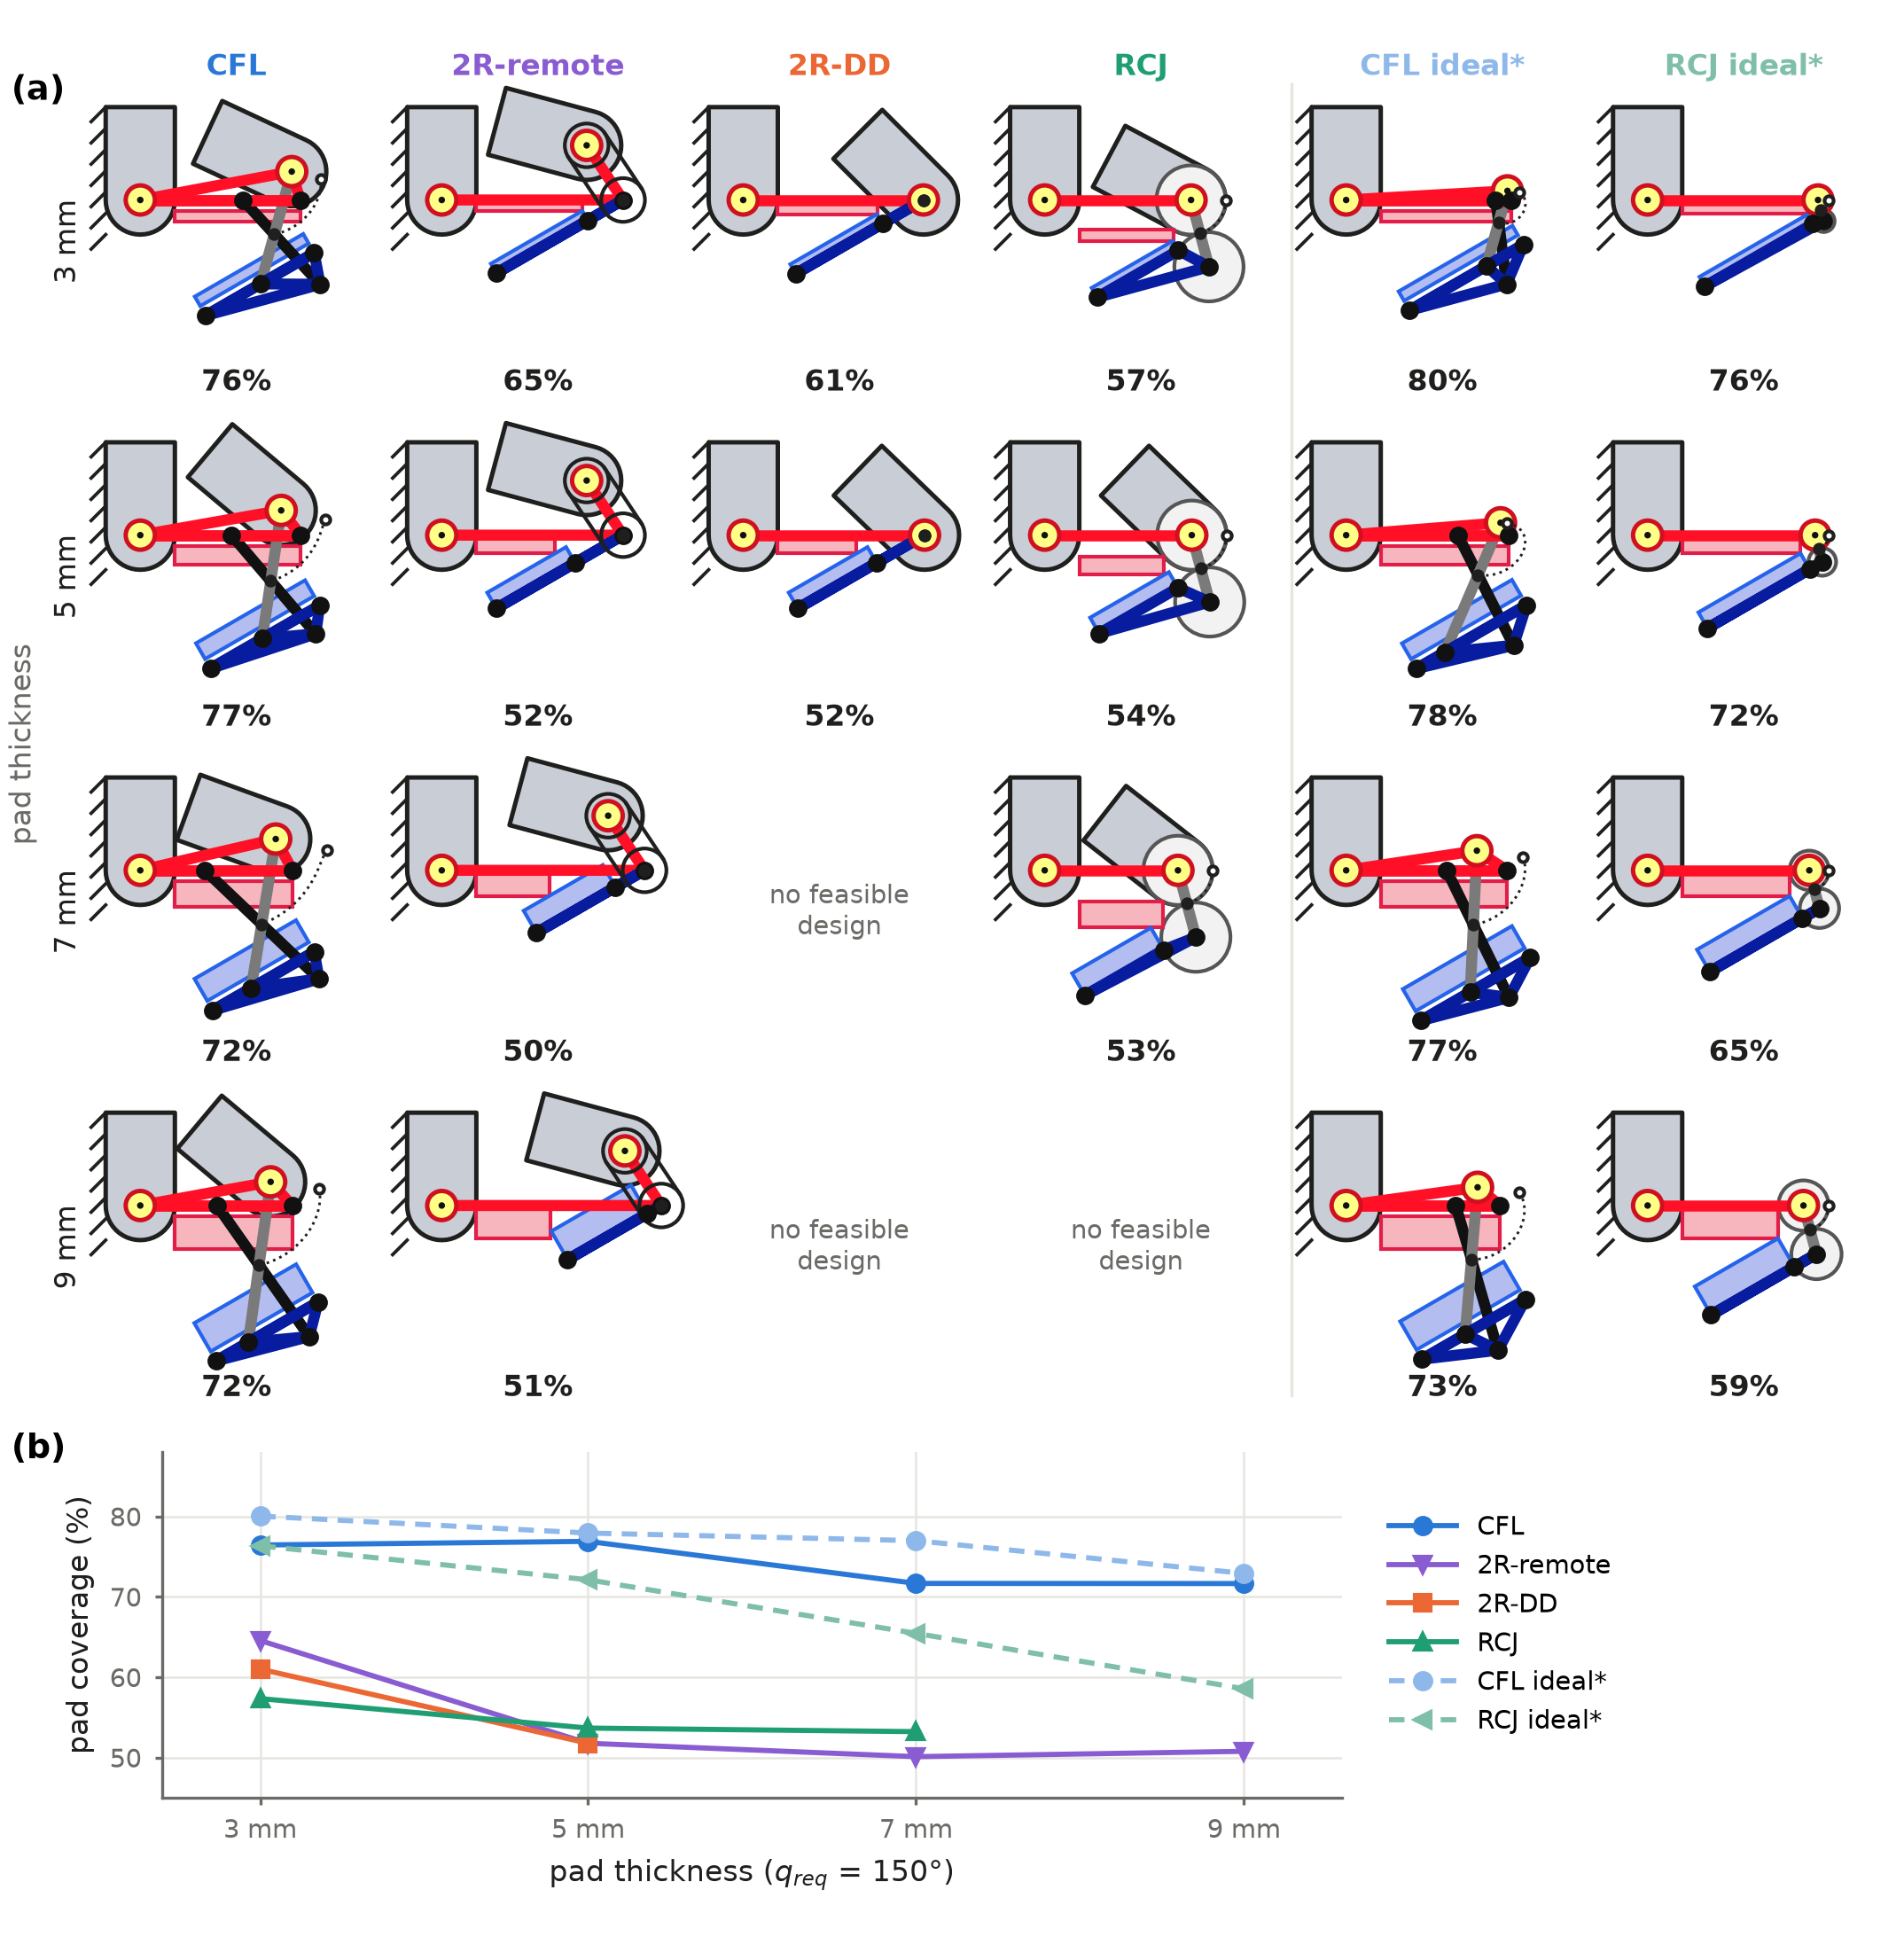 (a)
CFL 2R-remote 2R-DD RCJ CFL ideal* RCJ ideal*
pad thickness
3 mm
76% 65% 61% 57% 80% 76%
5 mm
77% 52% 52% 54% 78% 72%
7 mm
no feasible
design
72% 50% 53% 77% 65%
9 mm
no feasible no feasible
design design
72% 51% 73% 59%
(b)
pad coverage (%)
80
70
60
50
3 mm 5 mm 7 mm 9 mm
pad thickness (q_req = 150°)
CFL
2R-remote
2R-DD
RCJ
CFL ideal*
RCJ ideal*